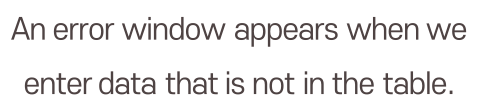 An error window appears when we
enter data that is not in the table.